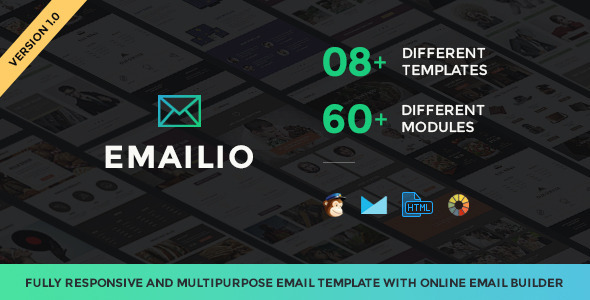 VERSION 1.0
EMAILIO
08+
DIFFERENT
TEMPLATES
60+
DIFFERENT
MODULES
HTML
FULLY RESPONSIVE AND MULTIPURPOSE EMAIL TEMPLATE WITH ONLINE EMAIL BUILDER